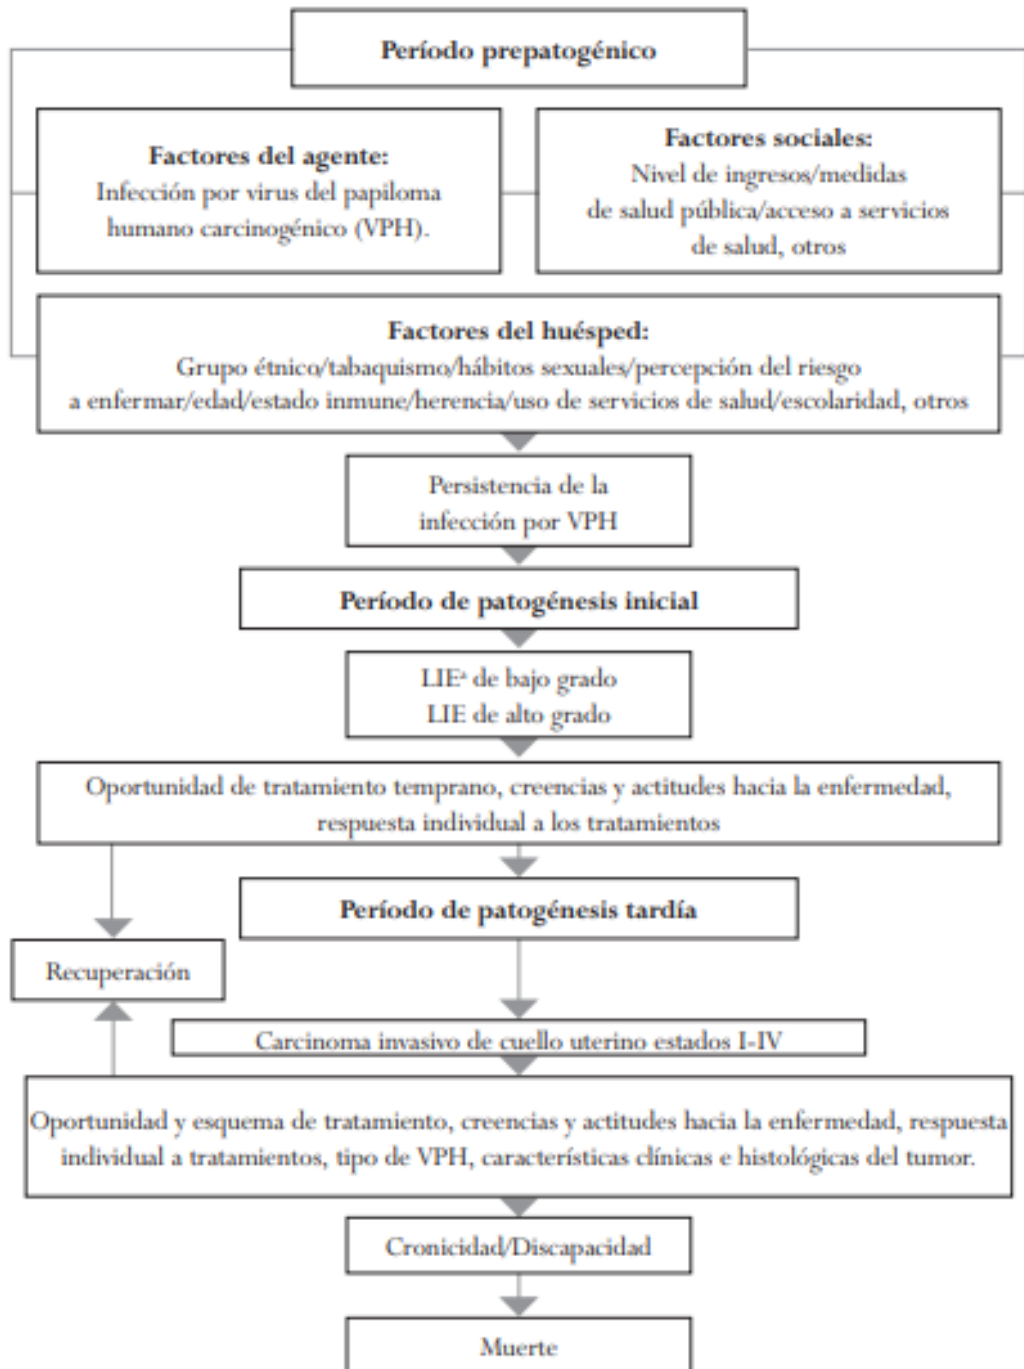 Período prepatogénico
Factores del agente:
Infección por virus del papiloma
humano carcinogénico (VPH).
Factores sociales:
Nivel de ingresos/medidas
de salud pública/acceso a servicios
de salud, otros
Factores del huésped:
Grupo étnico/tabaquismo/hábitos sexuales/percepción del riesgo
a enfermar/edad/estado inmune/herencia/uso de servicios de salud/escolaridad, otros
Persistencia de la
infección por VPH
Período de patogénesis inicial
LIEª de bajo grado
LIE de alto grado
Oportunidad de tratamiento temprano, creencias y actitudes hacia la enfermedad,
respuesta individual a los tratamientos
Período de patogénesis tardía
Recuperación
Carcinoma invasivo de cuello uterino estados I-IV
Oportunidad y esquema de tratamiento, creencias y actitudes hacia la enfermedad, respuesta
individual a tratamientos, tipo de VPH, características clínicas e histológicas del tumor.
Cronicidad/Discapacidad
Muerte